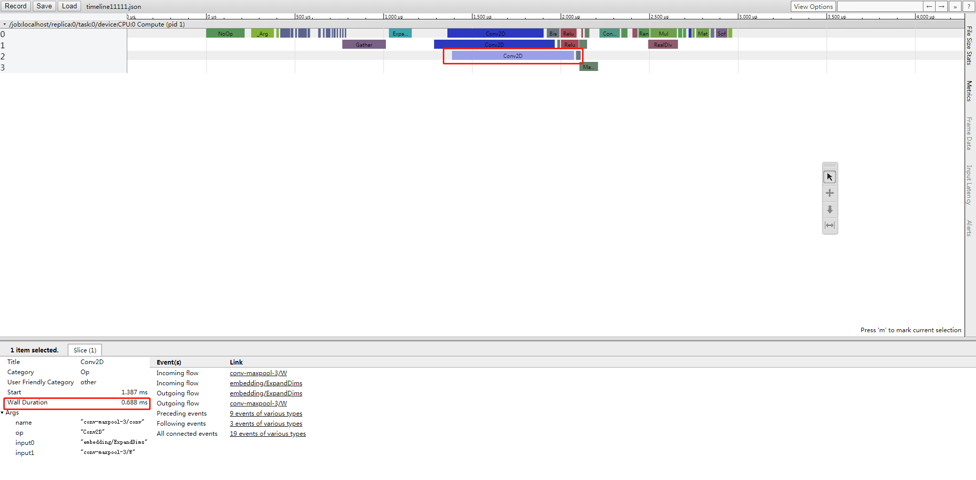 Record Save Load timeline11111.json View Options ← → » ?
0 μs 500 μs 1,000 μs 1,500 μs 2,000 μs 2,500 μs 3,000 μs 3,500 μs 4,000 μs
▾ /job:localhost/replica:0/task:0/device:CPU:0 Compute (pid 1)
0 NoOp _Arg Expa... Conv2D Bia Relu Con... Ran Mul Mat Sof
1 Gather Conv2D Relu RealDiv
2 Conv2D
3 Ma...
File Size Stats
Metrics
Frame Data
Input Latency
Alerts
Press 'm' to mark current selection
1 item selected. Slice (1)
Title Conv2D Event(s) Link
Category Op Incoming flow conv-maxpool-3/W
User Friendly Category other Incoming flow embedding/ExpandDims
Start 1.387 ms Outgoing flow embedding/ExpandDims
Wall Duration 0.688 ms Outgoing flow conv-maxpool-3/W
▾ Args Preceding events 9 events of various types
name "conv-maxpool-3/conv" Following events 3 events of various types
op "Conv2D" All connected events 19 events of various types
input0 "embedding/ExpandDims"
input1 "conv-maxpool-3/W"